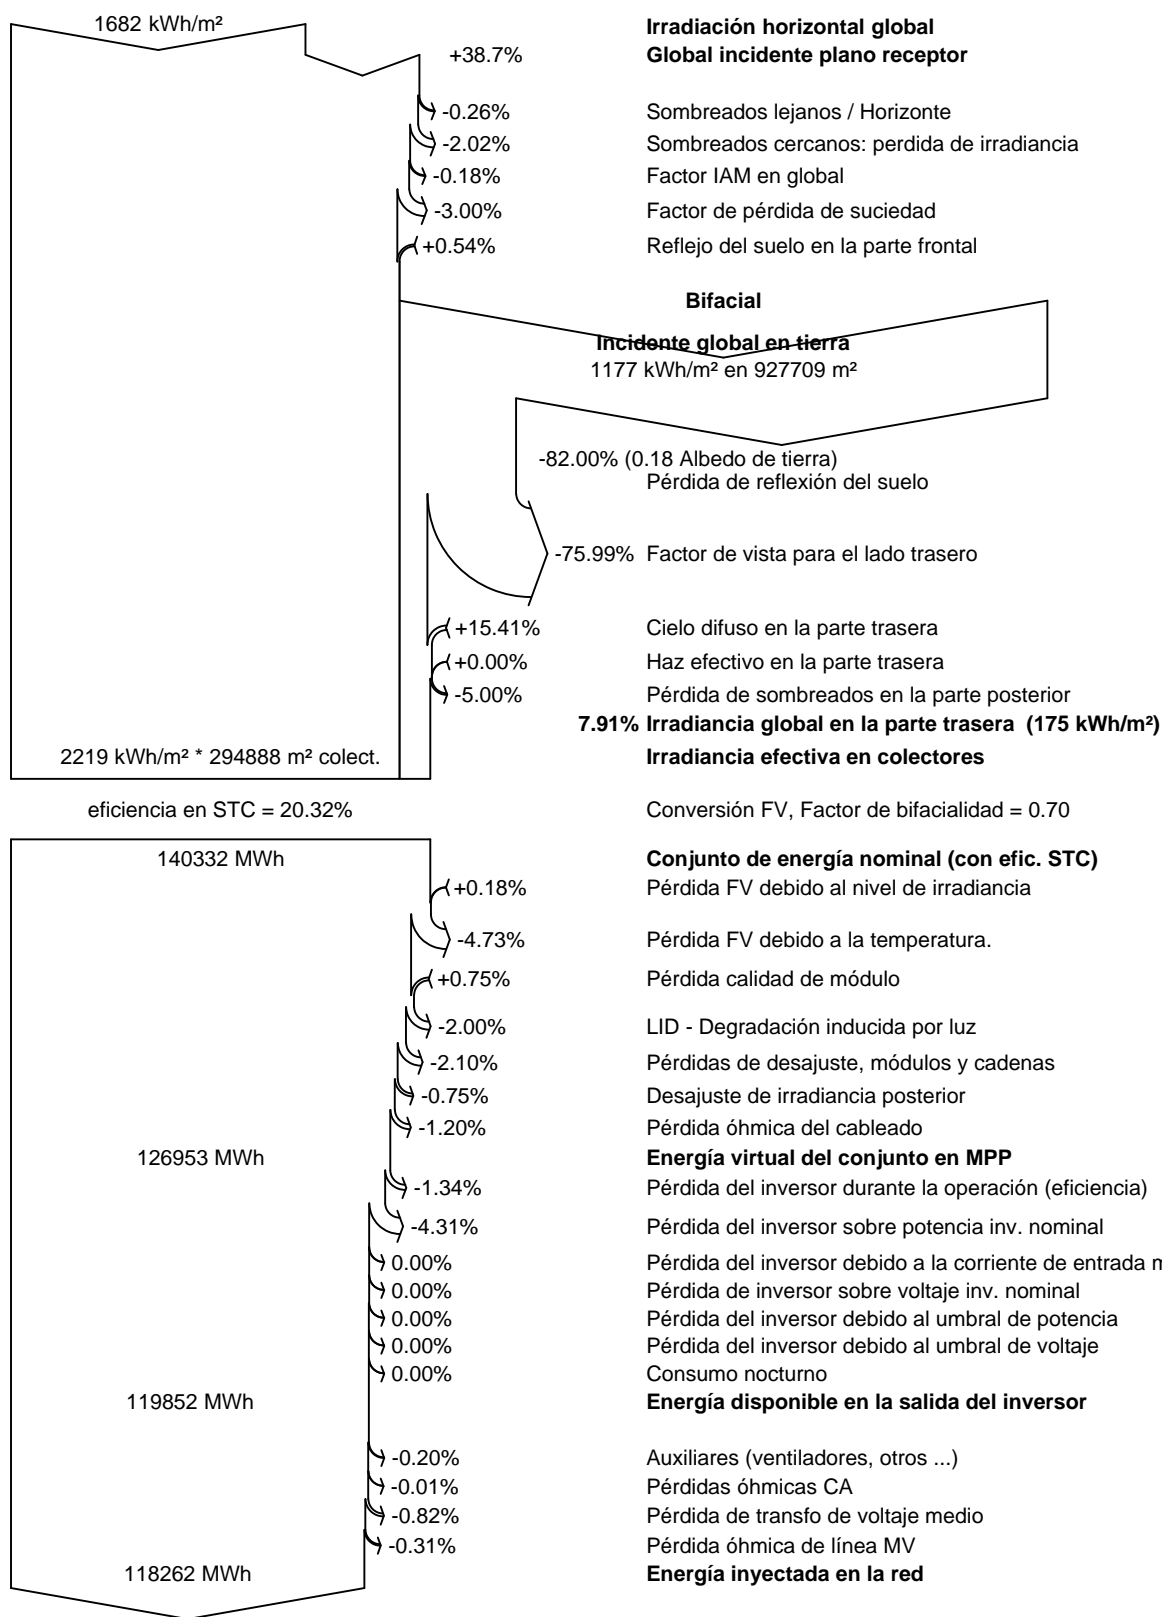 1682 kWh/m² Irradiación horizontal global
+38.7% Global incidente plano receptor
-0.26% Sombreados lejanos / Horizonte
-2.02% Sombreados cercanos: perdida de irradiancia
-0.18% Factor IAM en global
-3.00% Factor de pérdida de suciedad
+0.54% Reflejo del suelo en la parte frontal
Bifacial
Incidente global en tierra
1177 kWh/m² en 927709 m²
-82.00% (0.18 Albedo de tierra)
Pérdida de reflexión del suelo
-75.99% Factor de vista para el lado trasero
+15.41% Cielo difuso en la parte trasera
+0.00% Haz efectivo en la parte trasera
-5.00% Pérdida de sombreados en la parte posterior
7.91% Irradiancia global en la parte trasera (175 kWh/m²)
2219 kWh/m² * 294888 m² colect. Irradiancia efectiva en colectores
eficiencia en STC = 20.32% Conversión FV, Factor de bifacialidad = 0.70
140332 MWh Conjunto de energía nominal (con efic. STC)
+0.18% Pérdida FV debido al nivel de irradiancia
-4.73% Pérdida FV debido a la temperatura.
+0.75% Pérdida calidad de módulo
-2.00% LID - Degradación inducida por luz
-2.10% Pérdidas de desajuste, módulos y cadenas
-0.75% Desajuste de irradiancia posterior
-1.20% Pérdida óhmica del cableado
126953 MWh Energía virtual del conjunto en MPP
-1.34% Pérdida del inversor durante la operación (eficiencia)
-4.31% Pérdida del inversor sobre potencia inv. nominal
0.00% Pérdida del inversor debido a la corriente de entrada
0.00% Pérdida de inversor sobre voltaje inv. nominal
0.00% Pérdida del inversor debido al umbral de potencia
0.00% Pérdida del inversor debido al umbral de voltaje
0.00% Consumo nocturno
119852 MWh Energía disponible en la salida del inversor
-0.20% Auxiliares (ventiladores, otros ...)
-0.01% Pérdidas óhmicas CA
-0.82% Pérdida de transfo de voltaje medio
-0.31% Pérdida óhmica de línea MV
118262 MWh Energía inyectada en la red